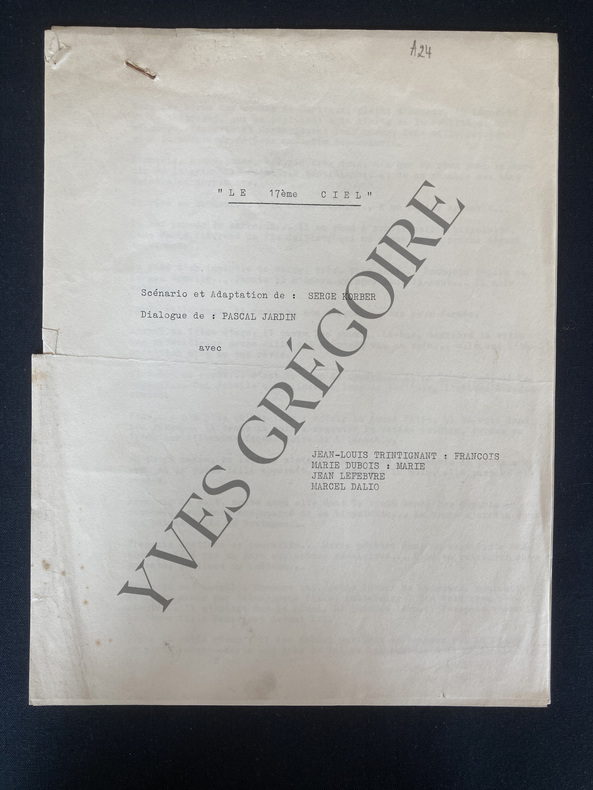 A24
"LE 17ème CIEL"
Scénario et Adaptation de : SERGE KORBER
Dialogue de : PASCAL JARDIN
avec
JEAN-LOUIS TRINTIGNANT : FRANCOIS
MARIE DUBOIS : MARIE
JEAN LEFEBVRE
MARCEL DALIO
YVES GRÉGOIRE